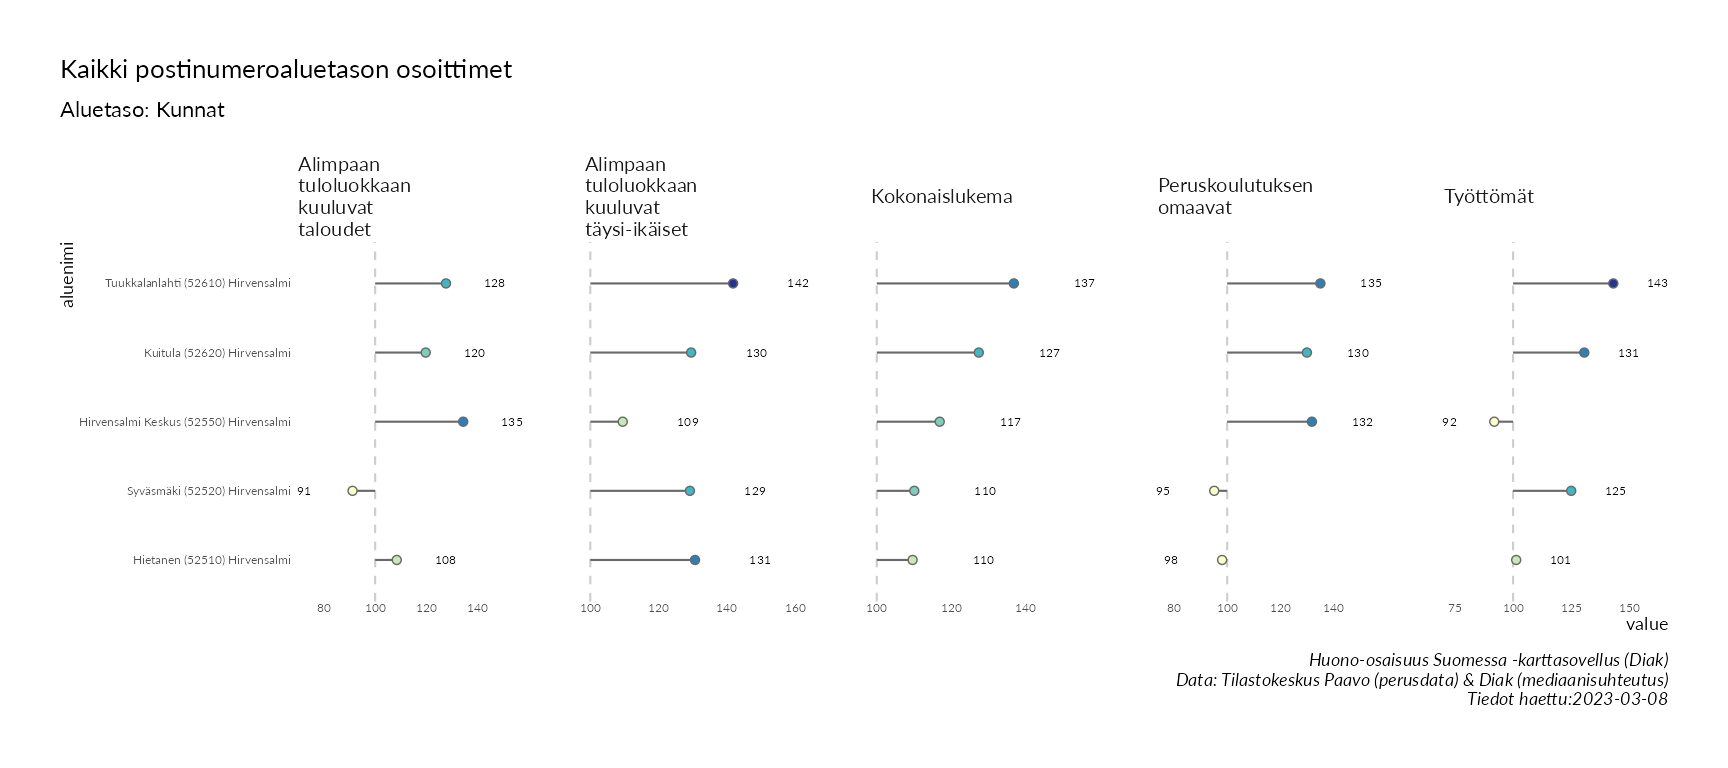 Kaikki postinumeroaluetason osoittimet
Aluetaso: Kunnat
Alimpaan
tuloluokkaan
kuuluvat
taloudet
Alimpaan
tuloluokkaan
kuuluvat
täysi-ikäiset
Kokonaislukema
Peruskoulutuksen
omaavat
Työttömät
aluenimi
Tuukkalanlahti (52610) Hirvensalmi 128 142 137 135 143
Kuitula (52620) Hirvensalmi 120 130 127 130 131
Hirvensalmi Keskus (52550) Hirvensalmi 135 109 117 132 92
Syväsmäki (52520) Hirvensalmi 91 129 110 95 125
Hietanen (52510) Hirvensalmi 108 131 110 98 101
80 100 120 140 100 120 140 160 100 120 140 80 100 120 140 75 100 125 150
value
Huono-osaisuus Suomessa -karttasovellus (Diak)
Data: Tilastokeskus Paavo (perusdata) & Diak (mediaanisuhteutus)
Tiedot haettu:2023-03-08